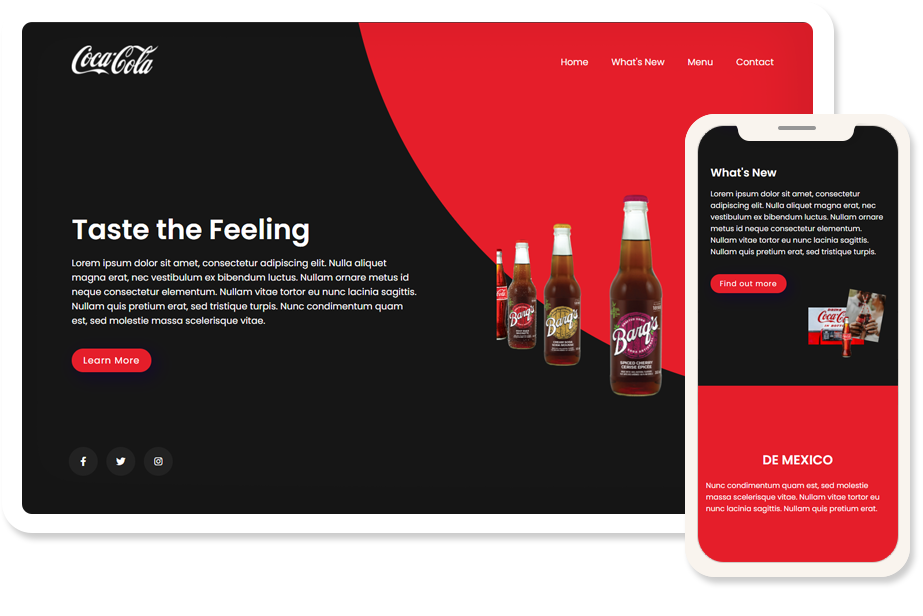 Coca-Cola
Home
What's New
Menu
Contact
Taste the Feeling
Lorem ipsum dolor sit amet, consectetur adipiscing elit. Nulla aliquet
magna erat, nec vestibulum ex bibendum luctus. Nullam ornare metus id
neque consectetur elementum. Nullam vitae tortor eu nunc lacinia sagittis.
Nullam quis pretium erat, sed tristique turpis. Nunc condimentum quam
est, sed molestie massa scelerisque vitae.
Learn More
Barq's
Barq's
Barq's
SPICED CHERRY
CERISE ÉPICÉE
What's New
Lorem ipsum dolor sit amet, consectetur
adipiscing elit. Nulla aliquet magna erat, nec
vestibulum ex bibendum luctus. Nullam ornare
metus id neque consectetur elementum.
Nullam vitae tortor eu nunc lacinia sagittis.
Nullam quis pretium erat, sed tristique turpis.
Find out more
DRINK
Coca-Cola
DE MEXICO
Nunc condimentum quam est, sed molestie
massa scelerisque vitae. Nullam vitae tortor eu
nunc lacinia sagittis. Nullam quis pretium erat.